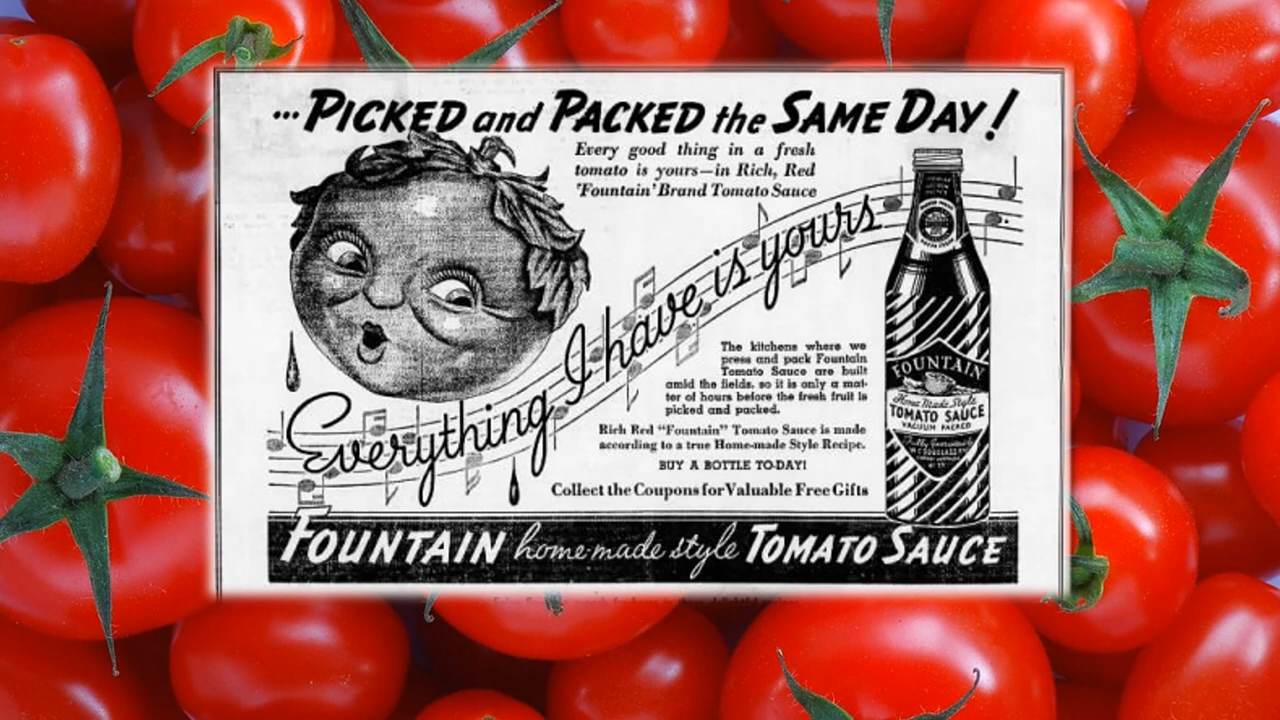 ...PICKED and PACKED the SAME DAY!
Every good thing in a fresh
tomato is yours—in Rich, Red
'Fountain' Brand Tomato Sauce
Everything I have is yours
The kitchens where we
press and pack Fountain
Tomato Sauce are built
amid the fields, so it is only a mat-
ter of hours before the fresh fruit is
picked and packed.
Rich Red "Fountain" Tomato Sauce is made
according to a true Home-made Style Recipe.
BUY A BOTTLE TO-DAY!
Collect the Coupons for Valuable Free Gifts
FOUNTAIN
Home Made Style
TOMATO SAUCE
VACUUM PACKED
Fully Guaranteed
FOUNTAIN home-made style TOMATO SAUCE